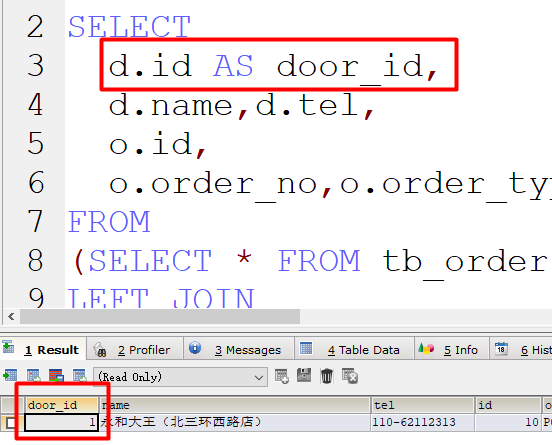 2 SELECT
3 d.id AS door_id,
4 d.name,d.tel,
5 o.id,
6 o.order_no,o.order_typ
7 FROM
8 (SELECT * FROM tb_order
9 LEFT JOIN
1 Result 2 Profiler 3 Messages 4 Table Data 5 Info 6 Hist
(Read Only)
door_id name tel id o
1 永和大王（北三环西路店） 110-62112313 10